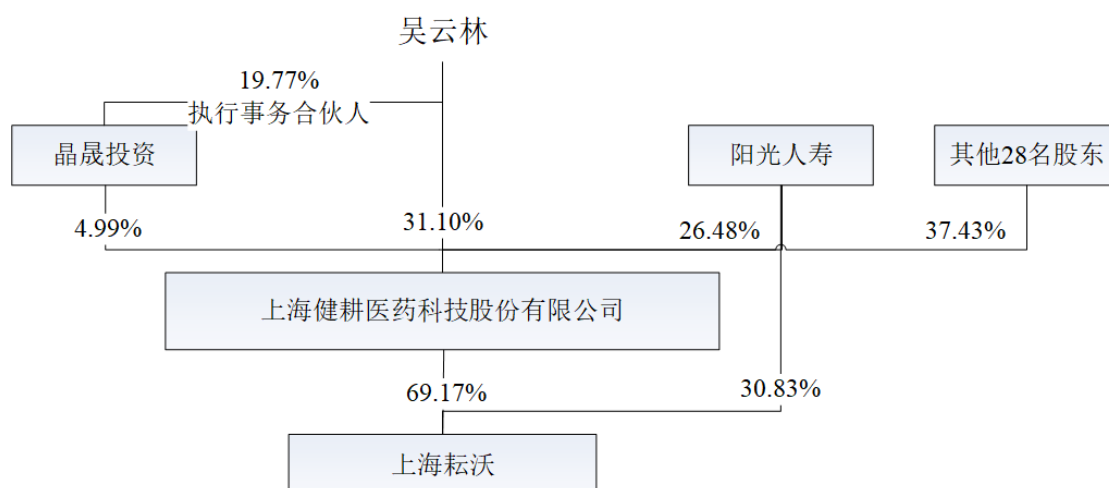 吴云林
19.77%
执行事务合伙人
晶晟投资
阳光人寿
其他28名股东
4.99%
31.10%
26.48%
37.43%
上海健耕医药科技股份有限公司
69.17%
30.83%
上海耘沃